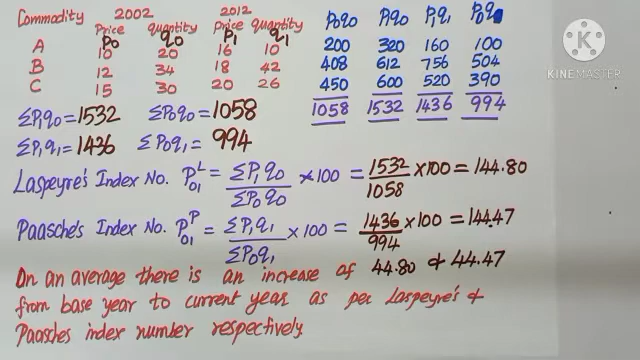 Commodity 2002 2012 P0q0 P1q0 P1q1 P0q1
Price quantity Price quantity
P0 q0 P1 q1
A 10 20 16 10 200 320 160 100
B 12 34 18 42 408 612 756 504
C 15 30 20 26 450 600 520 390
1058 1532 1436 994
ΣP1q0=1532 ΣP0q0=1058
ΣP1q1=1436 ΣP0q1=994
Laspeyre's Index No. P01^L = ΣP1q0/ΣP0q0 × 100 = 1532/1058 ×100 = 144.80
Paasche's Index No. P01^P = ΣP1q1/ΣP0q1 × 100 = 1436/994 ×100 = 144.47
On an average there is an increase of 44.80 & 44.47
from base year to current year as per Laspeyre's &
Paasches index number respectively
KINEMASTER